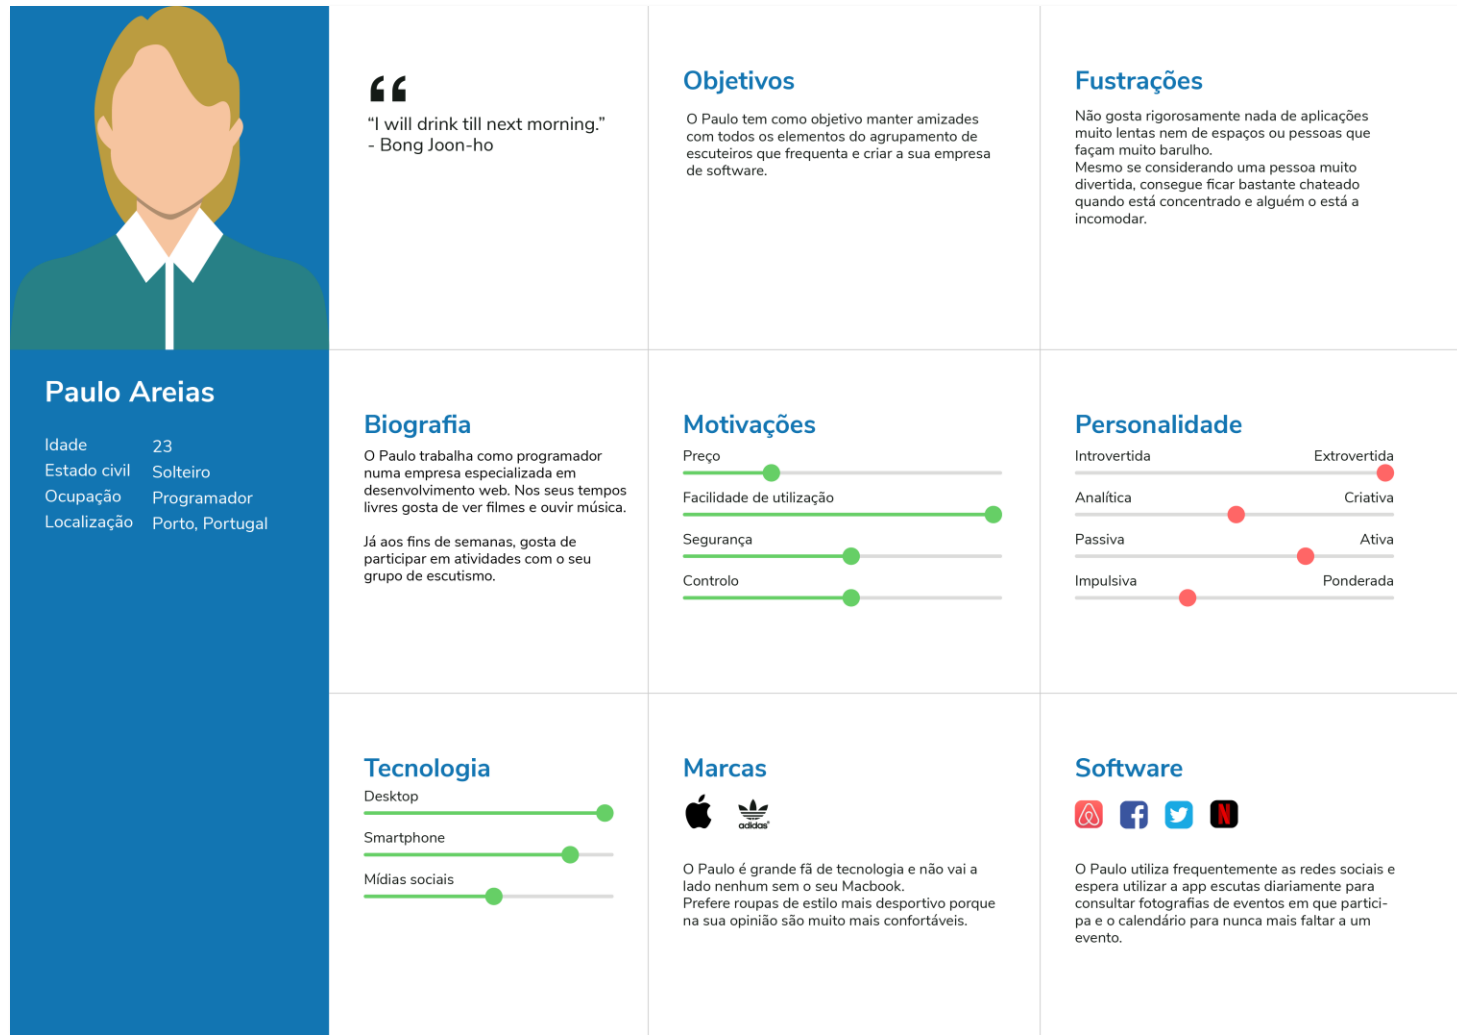 “I will drink till next morning.”
- Bong Joon-ho
Objetivos
O Paulo tem como objetivo manter amizades
com todos os elementos do agrupamento de
escuteiros que frequenta e criar a sua empresa
de software.
Fustrações
Não gosta rigorosamente nada de aplicações
muito lentas nem de espaços ou pessoas que
façam muito barulho.
Mesmo se considerando uma pessoa muito
divertida, consegue ficar bastante chateado
quando está concentrado e alguém o está a
incomodar.
Paulo Areias
Idade 23
Estado civil Solteiro
Ocupação Programador
Localização Porto, Portugal
Biografia
O Paulo trabalha como programador
numa empresa especializada em
desenvolvimento web. Nos seus tempos
livres gosta de ver filmes e ouvir música.
Já aos fins de semanas, gosta de
participar em atividades com o seu
grupo de escutismo.
Motivações
Preço
Facilidade de utilização
Segurança
Controlo
Personalidade
Introvertida Extrovertida
Analítica Criativa
Passiva Ativa
Impulsiva Ponderada
Tecnologia
Desktop
Smartphone
Mídias sociais
Marcas
adidas
O Paulo é grande fã de tecnologia e não vai a
lado nenhum sem o seu Macbook.
Prefere roupas de estilo mais desportivo porque
na sua opinião são muito mais confortáveis.
Software
O Paulo utiliza frequentemente as redes sociais e
espera utilizar a app escutas diariamente para
consultar fotografias de eventos em que partici-
pa e o calendário para nunca mais faltar a um
evento.